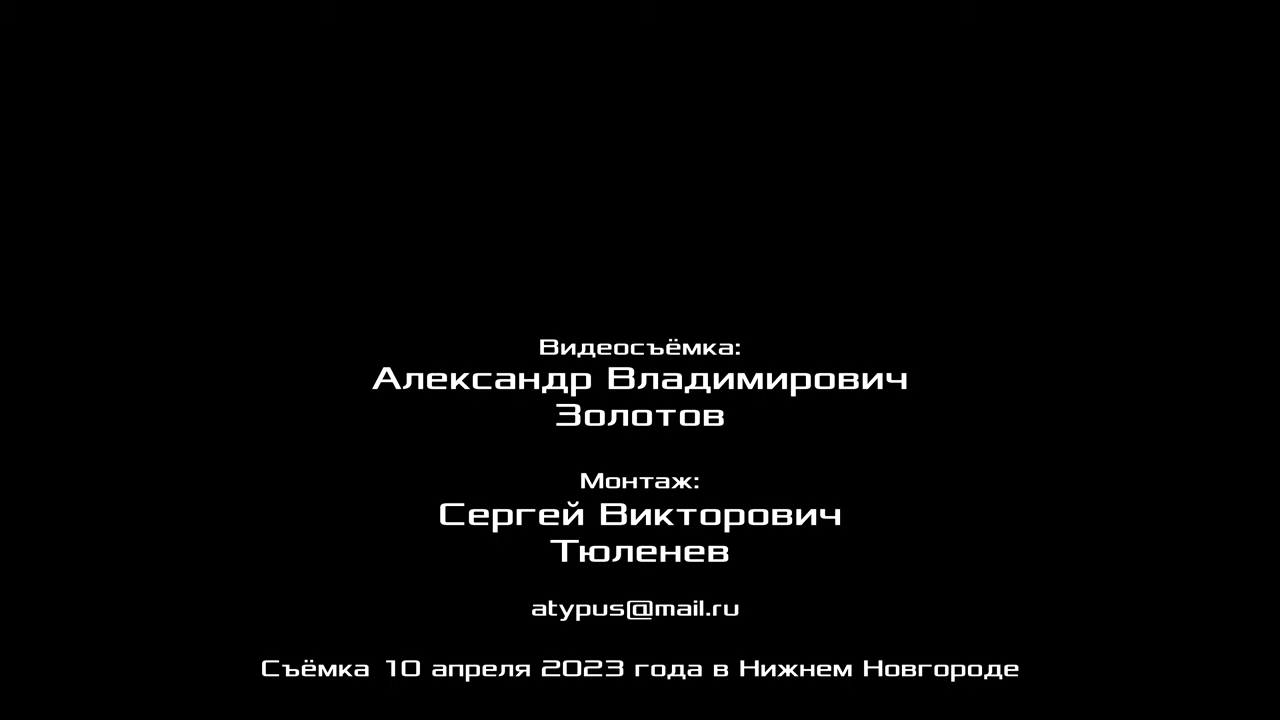 Видеосъёмка:
Александр Владимирович
Золотов
Монтаж:
Сергей Викторович
Тюленев
atypus@mail.ru
Съёмка 10 апреля 2023 года в Нижнем Новгороде